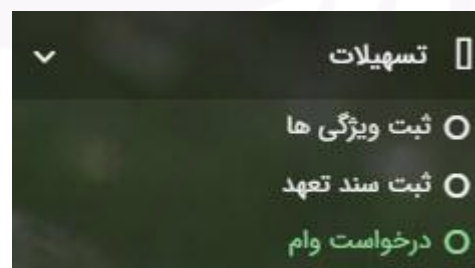 تسهیلات
ثبت ویژگی ها
ثبت سند تعهد
درخواست وام